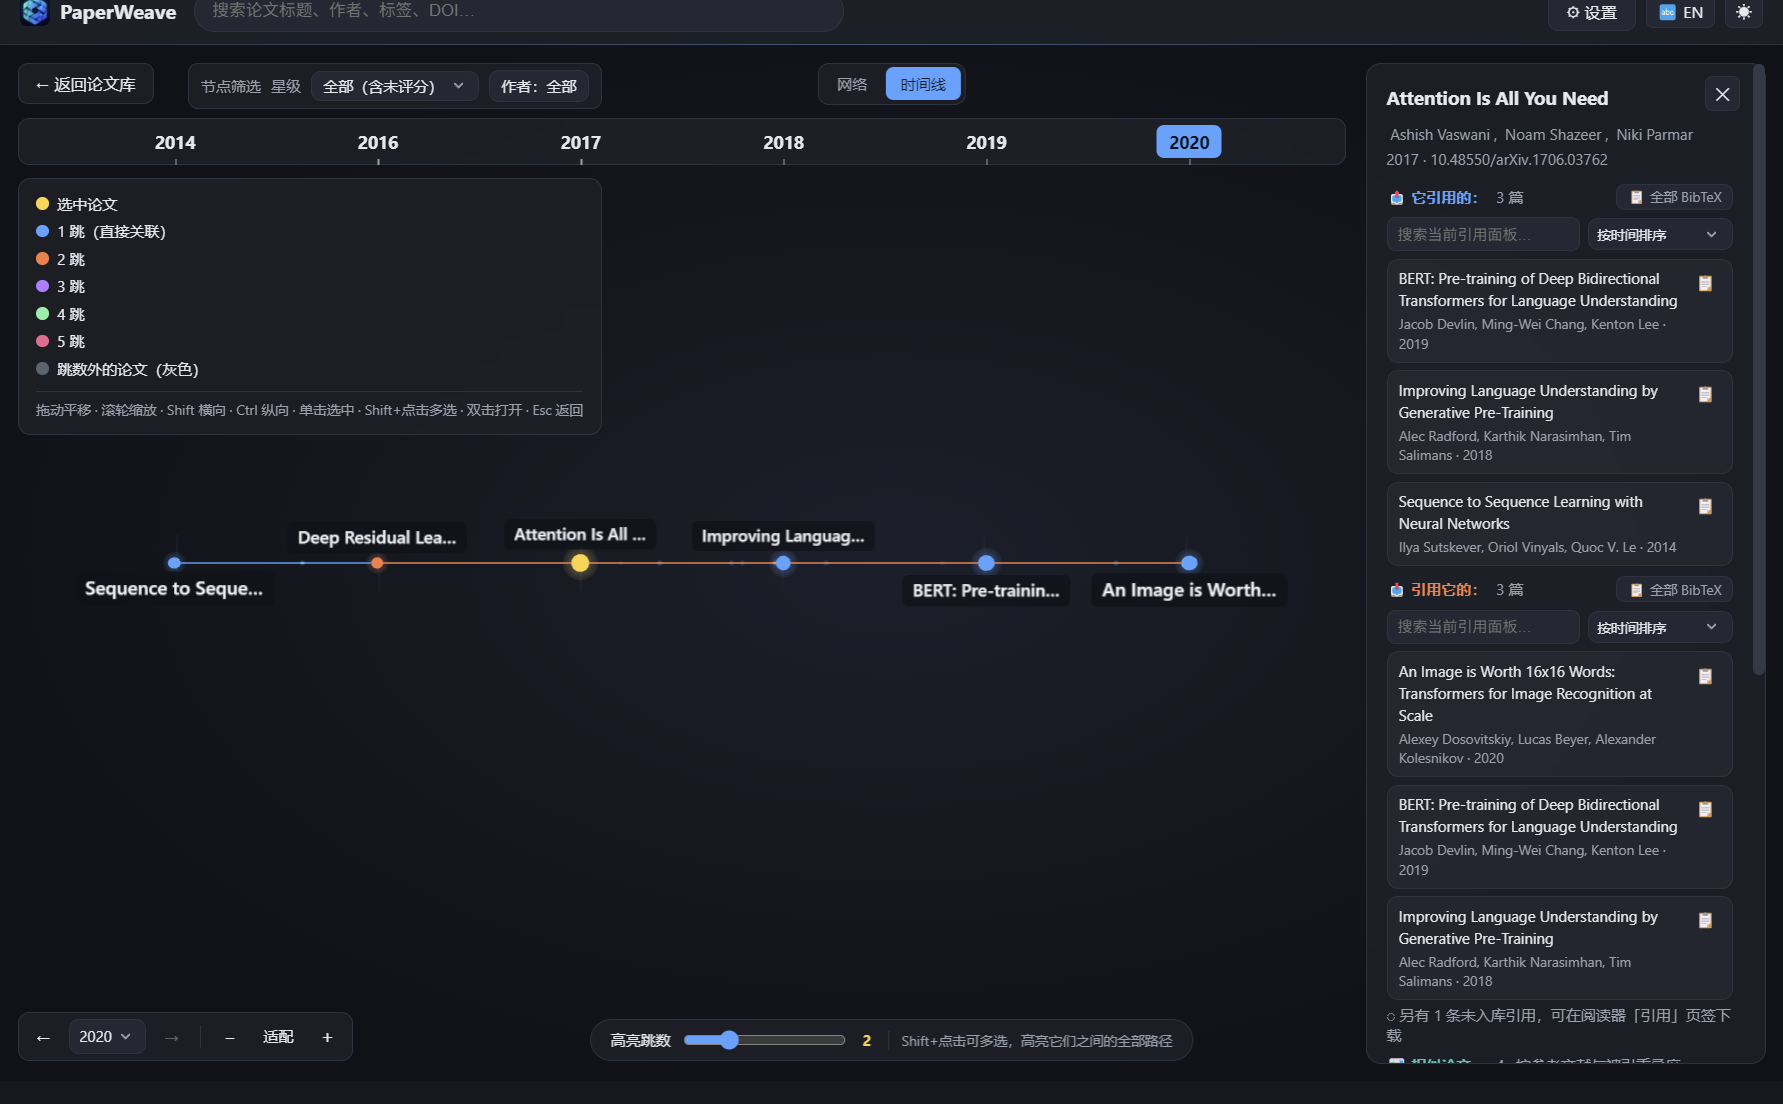 PaperWeave
搜索论文标题、作者、标签、DOI...
设置
EN
← 返回论文库
节点筛选 星级 全部（含未评分） 作者：全部
网络 时间线
2014 2016 2017 2018 2019 2020
选中论文
1 跳（直接关联）
2 跳
3 跳
4 跳
5 跳
跳数外的论文（灰色）
拖动平移 · 滚轮缩放 · Shift 横向 · Ctrl 纵向 · 单击选中 · Shift+点击多选 · 双击打开 · Esc 返回
Sequence to Seque...
Deep Residual Lea...
Attention Is All ...
Improving Languag...
BERT: Pre-trainin...
An Image is Worth...
← 2020 → − 适配 +
高亮跳数 2 Shift+点击可多选，高亮它们之间的全部路径
Attention Is All You Need
Ashish Vaswani , Noam Shazeer , Niki Parmar
2017 · 10.48550/arXiv.1706.03762
它引用的： 3 篇 全部 BibTeX
搜索当前引用面板... 按时间排序
BERT: Pre-training of Deep Bidirectional
Transformers for Language Understanding
Jacob Devlin, Ming-Wei Chang, Kenton Lee ·
2019
Improving Language Understanding by
Generative Pre-Training
Alec Radford, Karthik Narasimhan, Tim
Salimans · 2018
Sequence to Sequence Learning with
Neural Networks
Ilya Sutskever, Oriol Vinyals, Quoc V. Le · 2014
引用它的： 3 篇 全部 BibTeX
搜索当前引用面板... 按时间排序
An Image is Worth 16x16 Words:
Transformers for Image Recognition at
Scale
Alexey Dosovitskiy, Lucas Beyer, Alexander
Kolesnikov · 2020
BERT: Pre-training of Deep Bidirectional
Transformers for Language Understanding
Jacob Devlin, Ming-Wei Chang, Kenton Lee ·
2019
Improving Language Understanding by
Generative Pre-Training
Alec Radford, Karthik Narasimhan, Tim
Salimans · 2018
○ 另有 1 条未入库引用，可在阅读器「引用」页签下
载